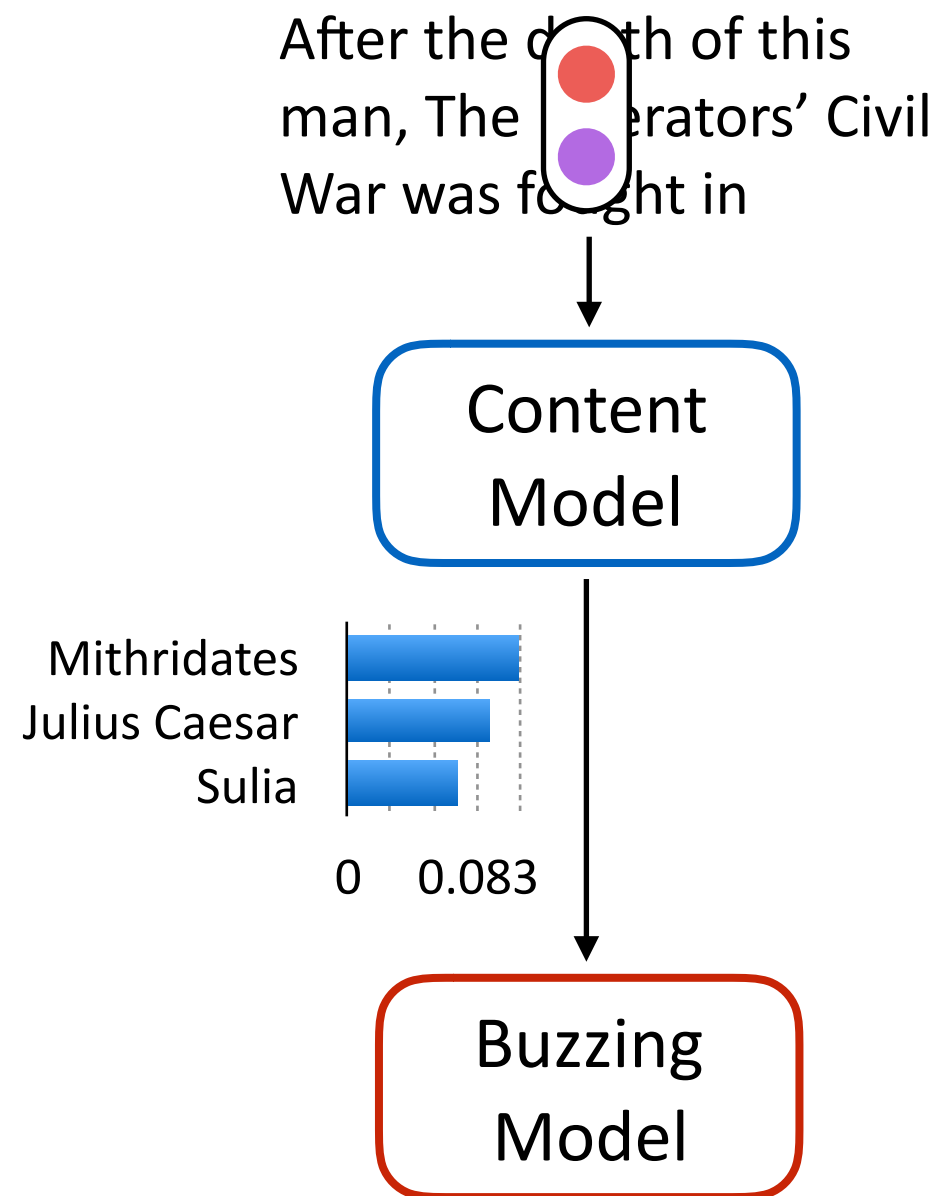 After the of this
man, The Civil
War was in
Content
Model
Mithridates
Julius Caesar
Sulia
0 0.083
Buzzing
Model